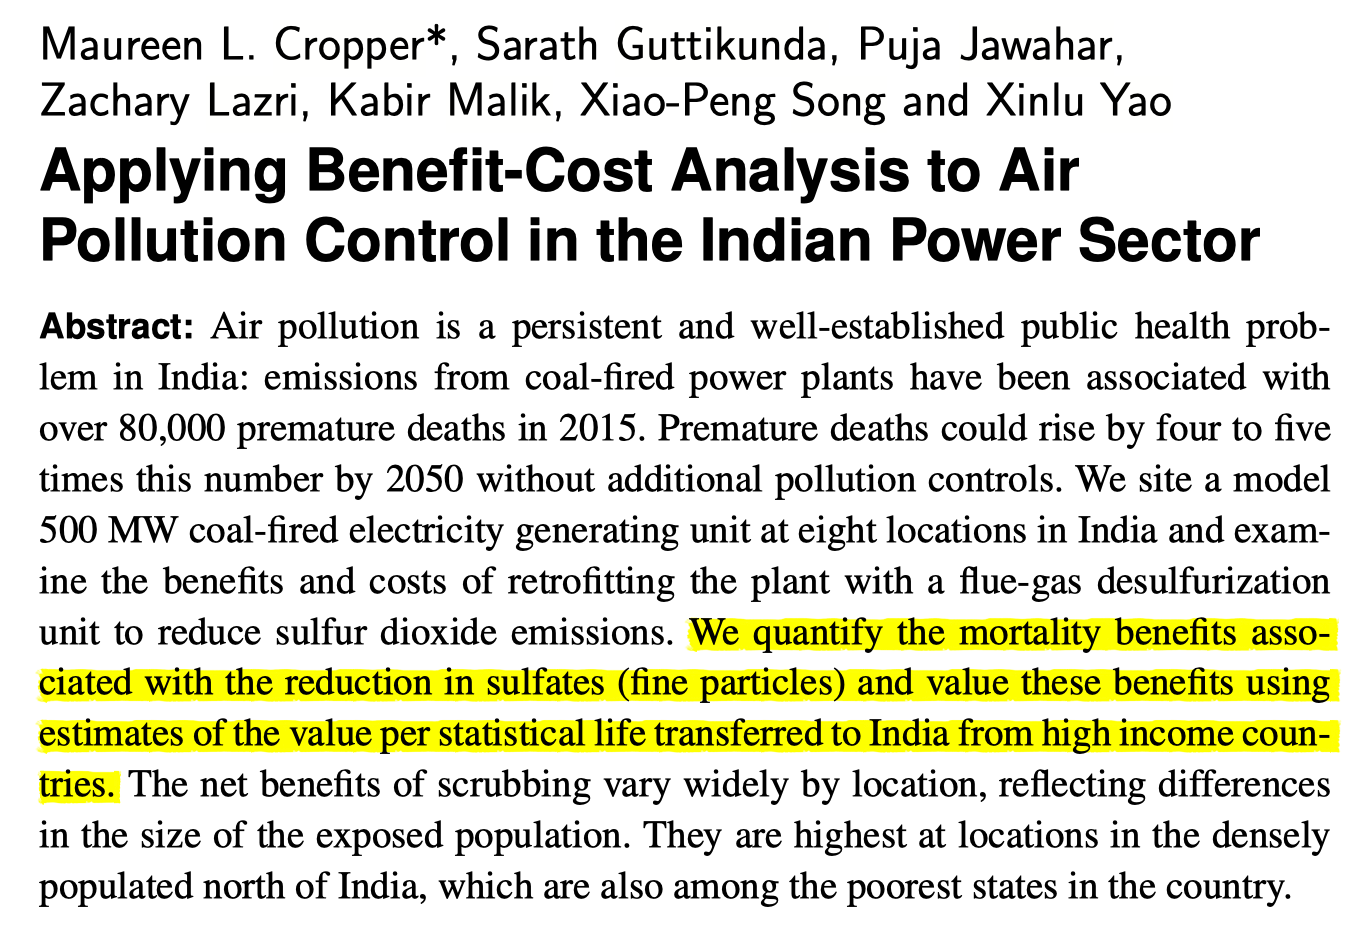 Maureen L. Cropper*, Sarath Guttikunda, Puja Jawahar,
Zachary Lazri, Kabir Malik, Xiao-Peng Song and Xinlu Yao
Applying Benefit-Cost Analysis to Air
Pollution Control in the Indian Power Sector
Abstract: Air pollution is a persistent and well-established public health prob-
lem in India: emissions from coal-fired power plants have been associated with
over 80,000 premature deaths in 2015. Premature deaths could rise by four to five
times this number by 2050 without additional pollution controls. We site a model
500 MW coal-fired electricity generating unit at eight locations in India and exam-
ine the benefits and costs of retrofitting the plant with a flue-gas desulfurization
unit to reduce sulfur dioxide emissions. We quantify the mortality benefits asso-
ciated with the reduction in sulfates (fine particles) and value these benefits using
estimates of the value per statistical life transferred to India from high income coun-
tries. The net benefits of scrubbing vary widely by location, reflecting differences
in the size of the exposed population. They are highest at locations in the densely
populated north of India, which are also among the poorest states in the country.